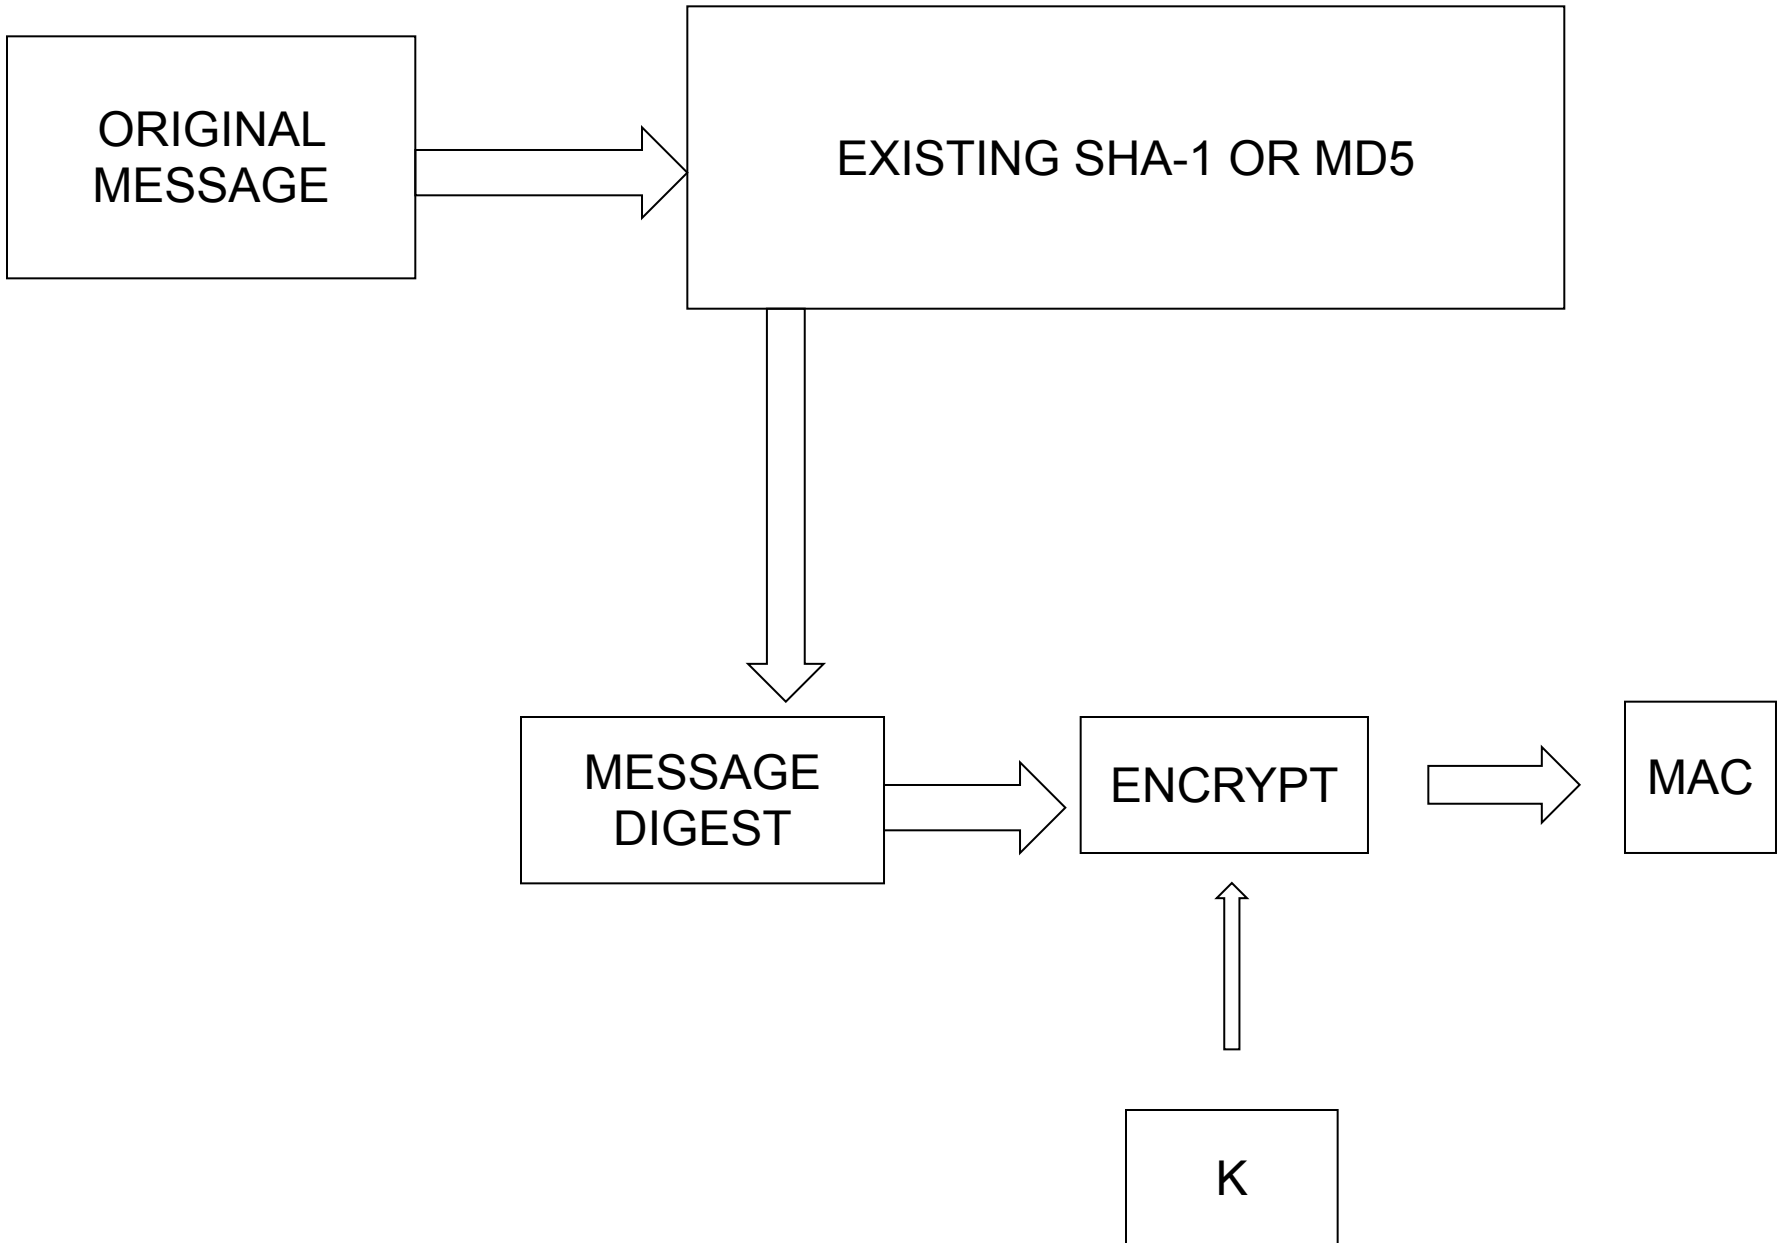 ORIGINAL
MESSAGE
EXISTING SHA-1 OR MD5
MESSAGE
DIGEST
ENCRYPT
MAC
K